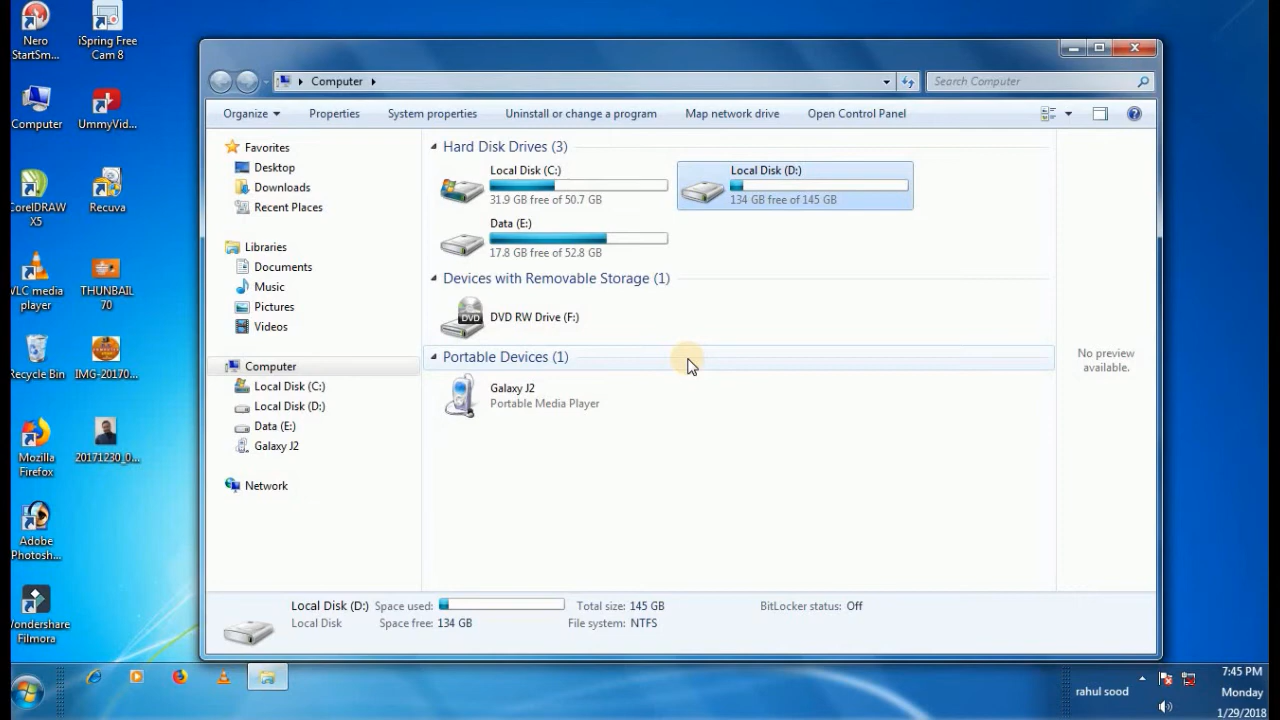 Nero
StartSm...
iSpring Free
Cam 8
Computer
UmmyVid...
CorelDRAW
X5
Recuva
VLC media
player
THUNBAIL
70
Recycle Bin
IMG-20170...
Mozilla
Firefox
20171230_0...
Adobe
Photosh...
Wondershare
Filmora
Computer
Search Computer
Organize
Properties
System properties
Uninstall or change a program
Map network drive
Open Control Panel
Favorites
Desktop
Downloads
Recent Places
Libraries
Documents
Music
Pictures
Videos
Computer
Local Disk (C:)
Local Disk (D:)
Data (E:)
Galaxy J2
Network
Hard Disk Drives (3)
Local Disk (C:)
31.9 GB free of 50.7 GB
Local Disk (D:)
134 GB free of 145 GB
Data (E:)
17.8 GB free of 52.8 GB
Devices with Removable Storage (1)
DVD
DVD RW Drive (F:)
Portable Devices (1)
Galaxy J2
Portable Media Player
No preview
available.
Local Disk (D:) Space used: Total size: 145 GB BitLocker status: Off
Local Disk Space free: 134 GB File system: NTFS
rahul sood
7:45 PM
Monday
1/29/2018